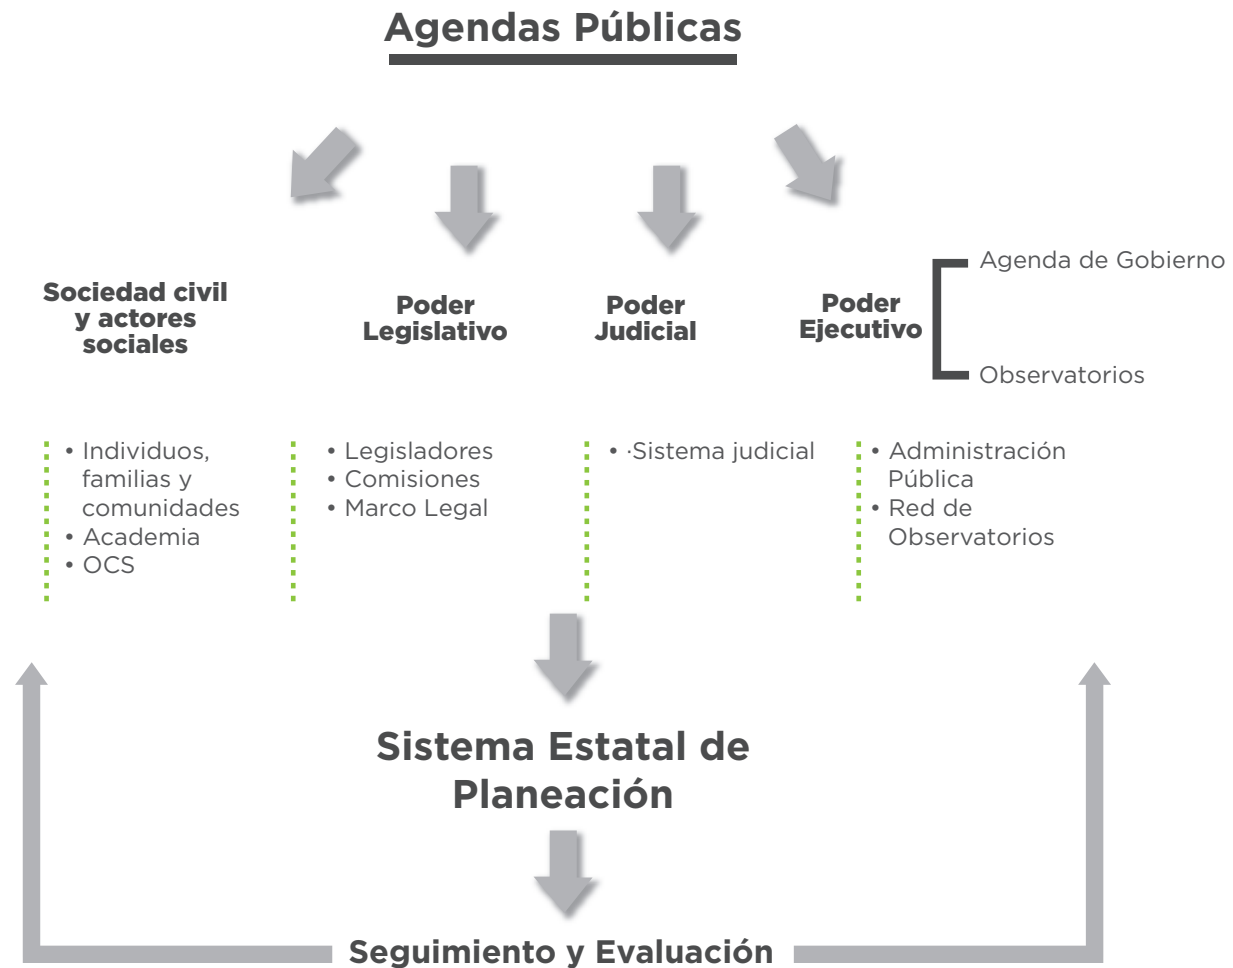 Agendas Públicas
Sociedad civil
y actores
sociales
Poder
Legislativo
Poder
Judicial
Poder
Ejecutivo
Agenda de Gobierno
Observatorios
• Individuos,
familias y
comunidades
• Academia
• OCS
• Legisladores
• Comisiones
• Marco Legal
• ·Sistema judicial
• Administración
Pública
• Red de
Observatorios
Sistema Estatal de
Planeación
Seguimiento y Evaluación